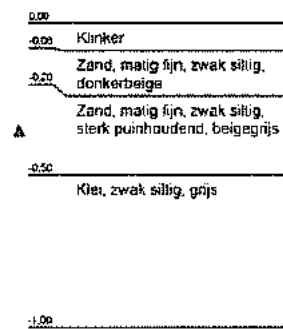 0,00
-0,08 Klinker
Zand, matig fijn, zwak siltig,
-0,20 donkerbeige
Zand, matig fijn, zwak siltig,
sterk puinhoudend, beigegrijs
-0,50
Klei, zwak siltig, grijs
-1,00